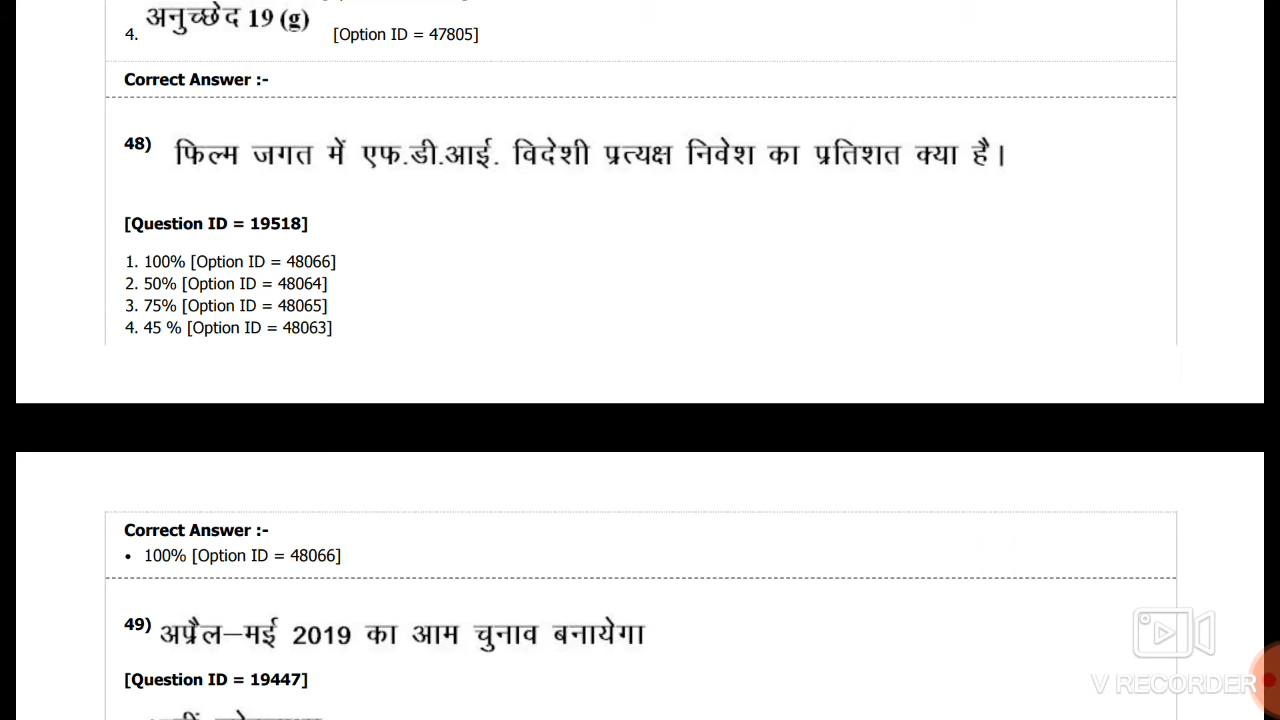 4. अनुच्छेद 19 (g) [Option ID = 47805]
Correct Answer :-
48) फिल्म जगत में एफ.डी.आई. विदेशी प्रत्यक्ष निवेश का प्रतिशत क्या है।
[Question ID = 19518]
1. 100% [Option ID = 48066]
2. 50% [Option ID = 48064]
3. 75% [Option ID = 48065]
4. 45 % [Option ID = 48063]
Correct Answer :-
• 100% [Option ID = 48066]
49) अप्रैल–मई 2019 का आम चुनाव बनायेगा
[Question ID = 19447]
V RECORDER